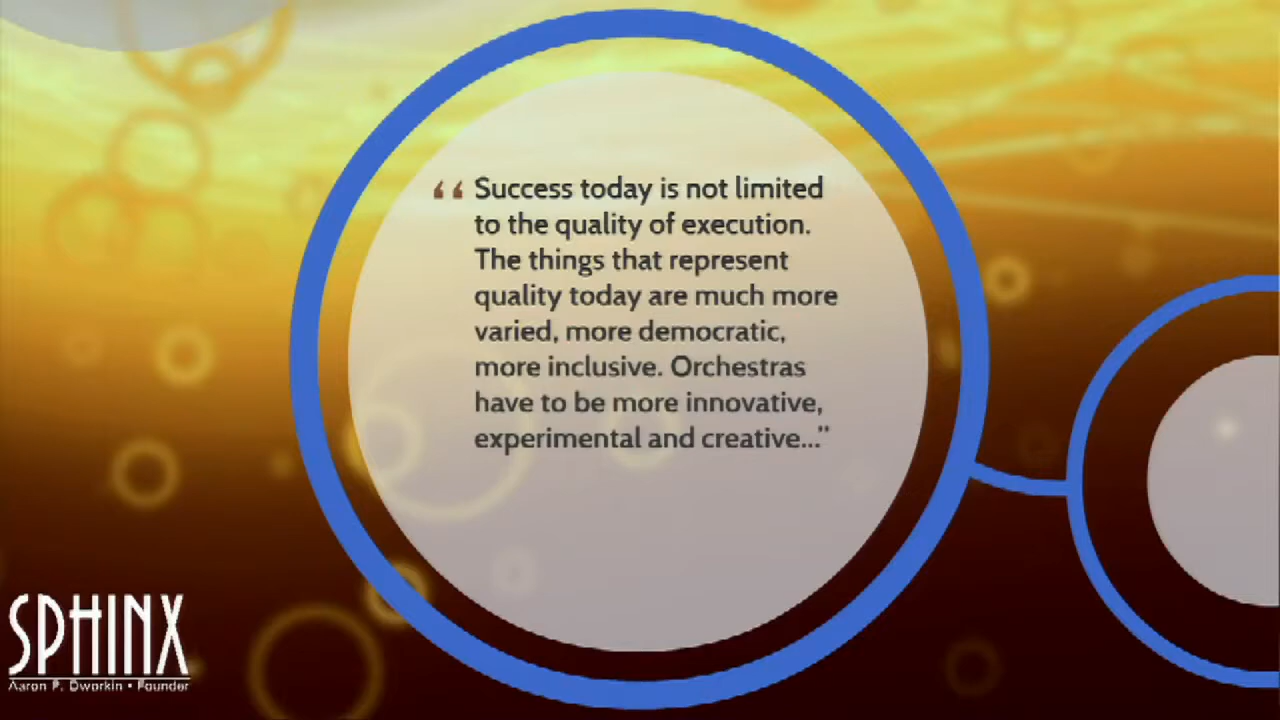 “ Success today is not limited
to the quality of execution.
The things that represent
quality today are much more
varied, more democratic,
more inclusive. Orchestras
have to be more innovative,
experimental and creative...”
SPHINX
Aaron P. Dworkin • Founder